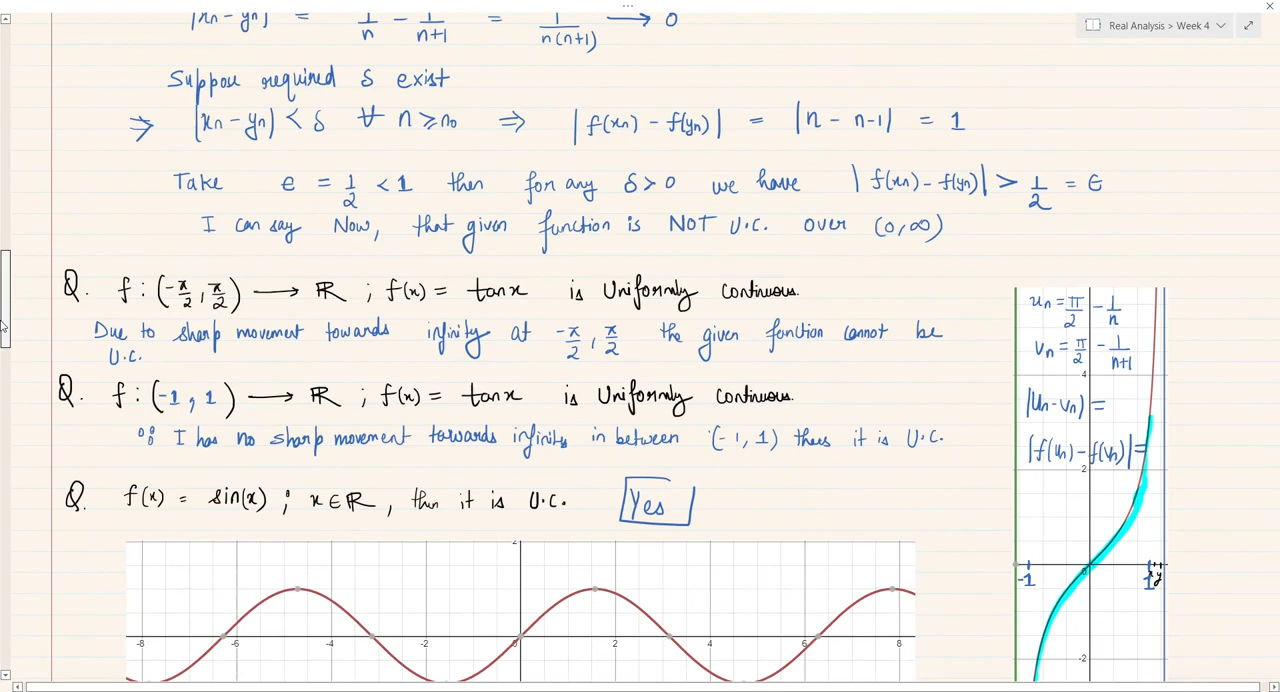 Real Analysis > Week 4
|xn - yn| = 1/n - 1/n+1 = 1/n(n+1) ⟶ 0
Suppose required δ exist
⇒ |xn - yn| < δ ∀ n ≥ n0 ⇒ |f(xn) - f(yn)| = |n - n-1| = 1
Take ϵ = 1/2 < 1 then for any δ > 0 we have |f(xn) - f(yn)| > 1/2 = ϵ
I can say Now, that given function is NOT U.C. over (0,∞)
Q. f : (-π/2, π/2) ⟶ ℝ ; f(x) = tanx is Uniformly continuous.
Due to sharp movement towards infinity at -π/2, π/2 the given function cannot be
U.C.
Q. f : (-1, 1) ⟶ ℝ ; f(x) = tanx is Uniformly continuous.
∵ I has no sharp movement towards infinity in between (-1, 1) thus it is U.C.
Q. f(x) = sin(x) ; x ∈ ℝ, then it is U.C. Yes
2
-8 -6 -4 -2 0 2 4 6 8
un = π/2 - 1/n
vn = π/2 - 1/n+1
4
|un - vn| =
|f(un) - f(vn)| =
2
0
-1 1
-2